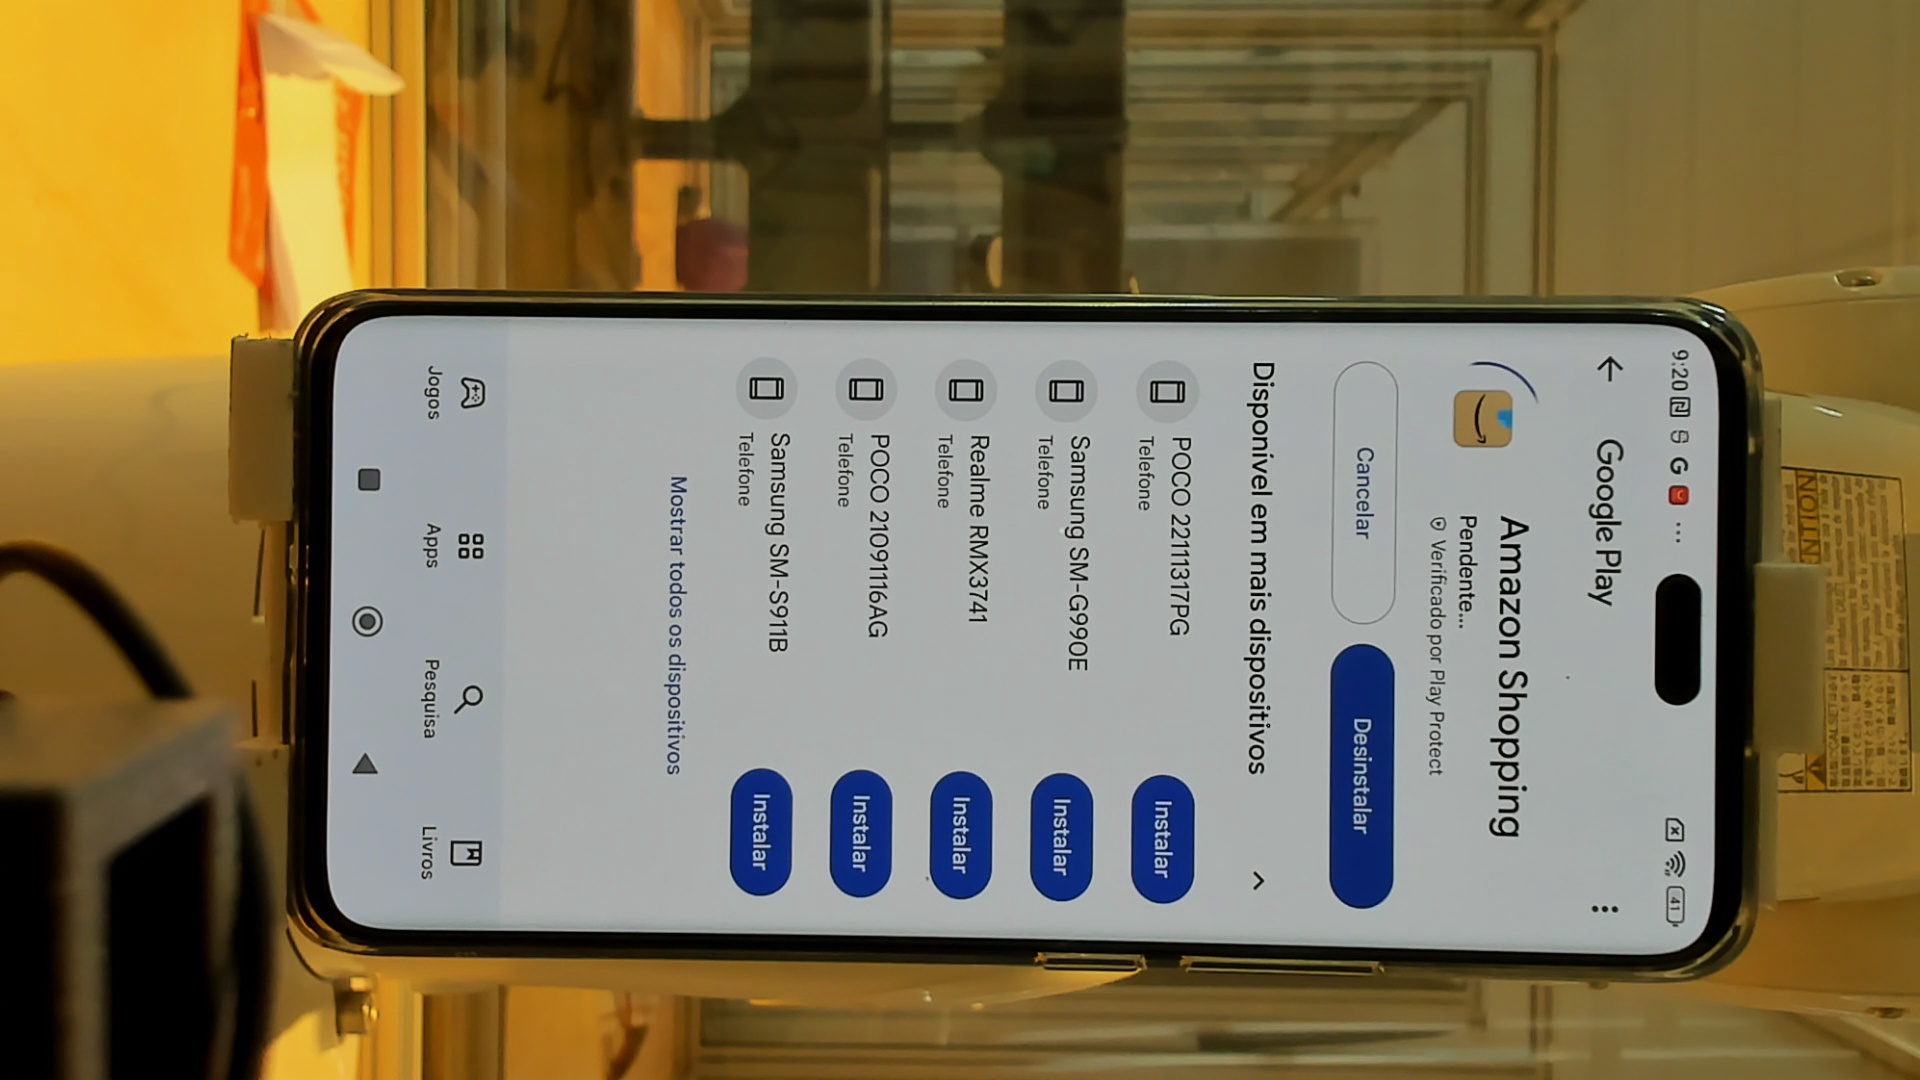 9:20
41
Google Play
Amazon Shopping
Pendente...
Verificado por Play Protect
Cancelar
Desinstalar
Disponível em mais dispositivos
POCO 22111317PG
Telefone
Instalar
Samsung SM-G990E
Telefone
Instalar
Realme RMX3741
Telefone
Instalar
POCO 21091116AG
Telefone
Instalar
Samsung SM-S911B
Telefone
Instalar
Mostrar todos os dispositivos
Jogos
Apps
Pesquisa
Livros